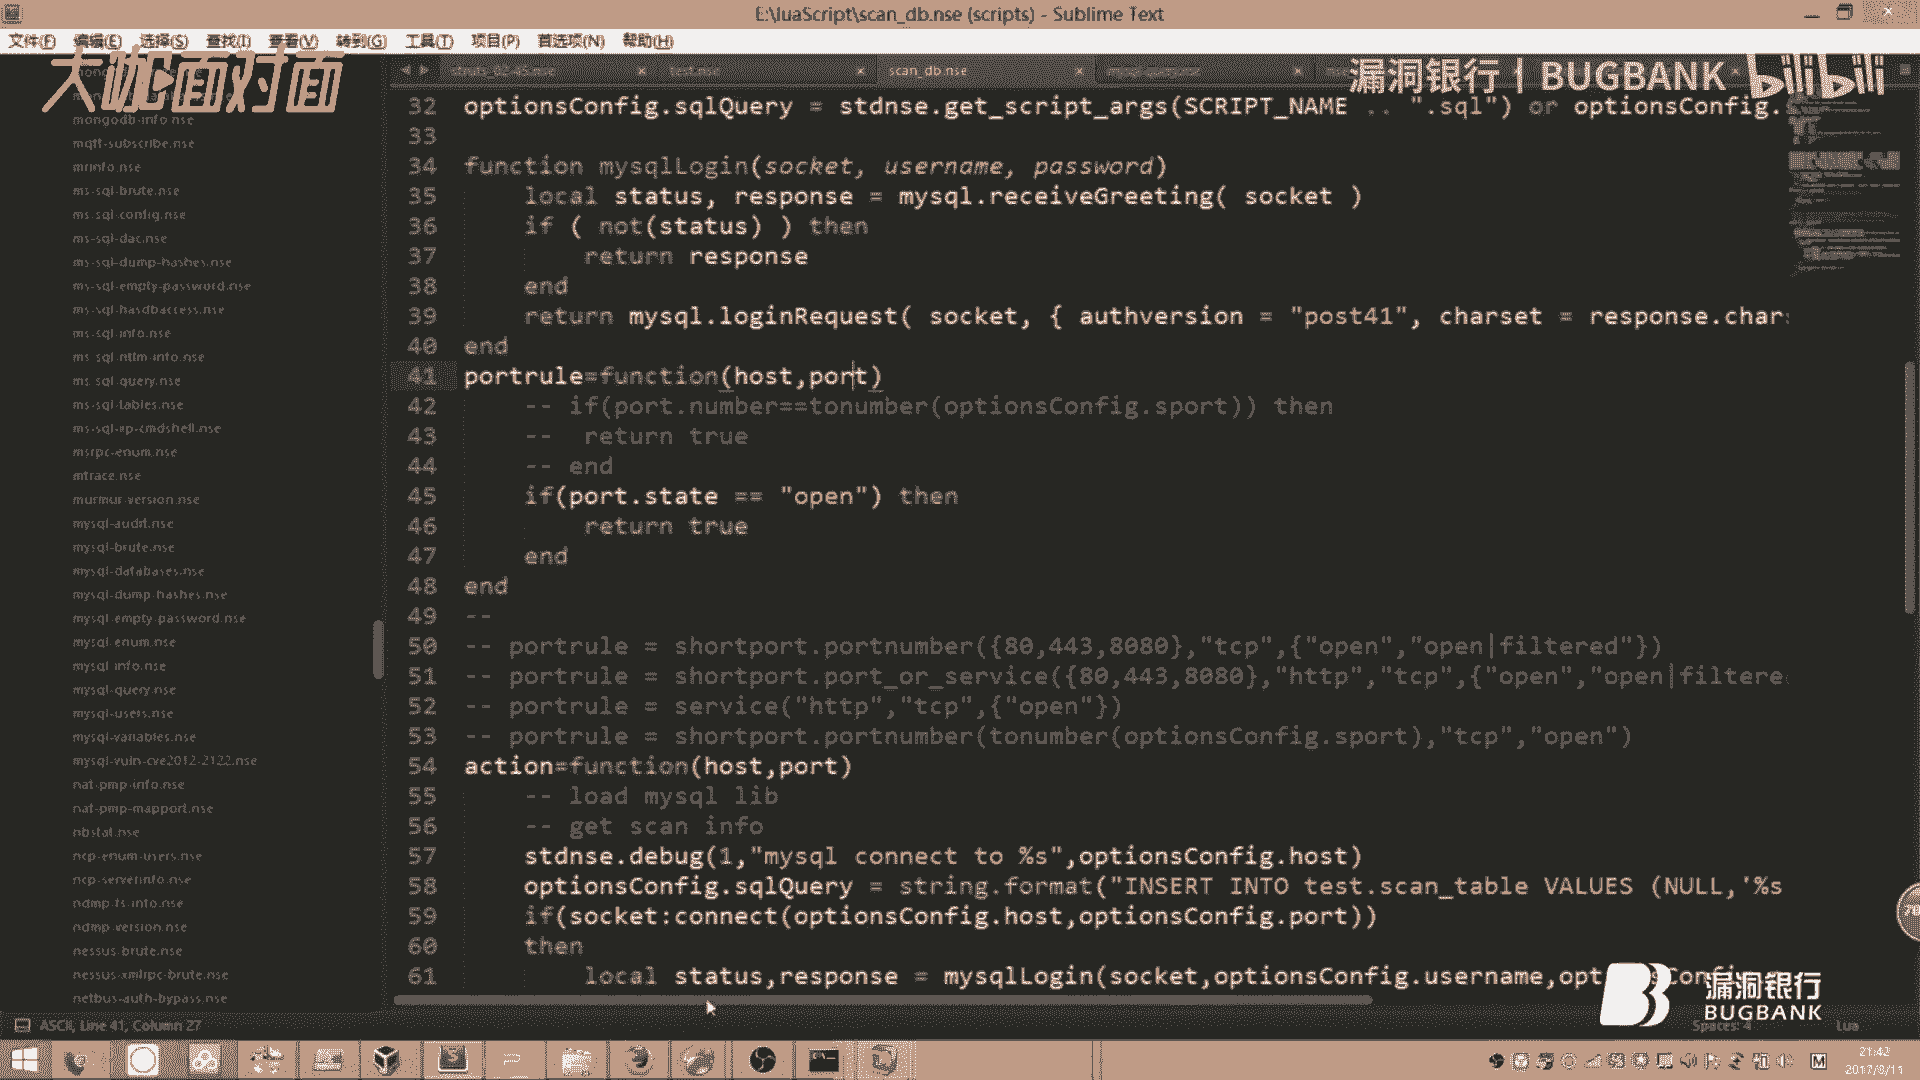 E:\luaScript\scan_db.nse (scripts) - Sublime Text
文件(F) 编辑(E) 选择(S) 查找(I) 查看(V) 转到(G) 工具(T) 项目(P) 首选项(N) 帮助(H)
大咖面对面
漏洞银行 | BUGBANK bilibili
struts_02-45.nse test.nse scan_db.nse mysql-query.nse
mongodb-info.nse
mqtt-subscribe.nse
mrinfo.nse
ms-sql-brute.nse
ms-sql-config.nse
ms-sql-dac.nse
ms-sql-dump-hashes.nse
ms-sql-empty-password.nse
ms-sql-hasdbaccess.nse
ms-sql-info.nse
ms-sql-ntlm-info.nse
ms-sql-query.nse
ms-sql-tables.nse
ms-sql-xp-cmdshell.nse
msrpc-enum.nse
mtrace.nse
murmur-version.nse
mysql-audit.nse
mysql-brute.nse
mysql-databases.nse
mysql-dump-hashes.nse
mysql-empty-password.nse
mysql-enum.nse
mysql-info.nse
mysql-query.nse
mysql-users.nse
mysql-variables.nse
mysql-vuln-cve2012-2122.nse
nat-pmp-info.nse
nat-pmp-mapport.nse
nbstat.nse
ncp-enum-users.nse
ncp-serverinfo.nse
ndmp-fs-info.nse
ndmp-version.nse
nessus-brute.nse
nessus-xmlrpc-brute.nse
netbus-auth-bypass.nse
32 optionsConfig.sqlQuery = stdnse.get_script_args(SCRIPT_NAME .. ".sql") or optionsConfig.
33
34 function mysqlLogin(socket, username, password)
35 local status, response = mysql.receiveGreeting( socket )
36 if ( not(status) ) then
37 return response
38 end
39 return mysql.loginRequest( socket, { authversion = "post41", charset = response.char
40 end
41 portrule=function(host,port)
42 -- if(port.number==tonumber(optionsConfig.sport)) then
43 -- return true
44 -- end
45 if(port.state == "open") then
46 return true
47 end
48 end
49 --
50 -- portrule = shortport.portnumber({80,443,8080},"tcp",{"open","open|filtered"})
51 -- portrule = shortport.port_or_service({80,443,8080},"http","tcp",{"open","open|filtere
52 -- portrule = service("http","tcp",{"open"})
53 -- portrule = shortport.portnumber(tonumber(optionsConfig.sport),"tcp","open")
54 action=function(host,port)
55 -- load mysql lib
56 -- get scan info
57 stdnse.debug(1,"mysql connect to %s",optionsConfig.host)
58 optionsConfig.sqlQuery = string.format("INSERT INTO test.scan_table VALUES (NULL,'%s
59 if(socket:connect(optionsConfig.host,optionsConfig.port))
60 then
61 local status,response = mysqlLogin(socket,optionsConfig.username,
70
漏洞银行
BUGBANK
ASCII, Line 41, Column 27 Spaces: 4 Lua
21:42
2017/8/11